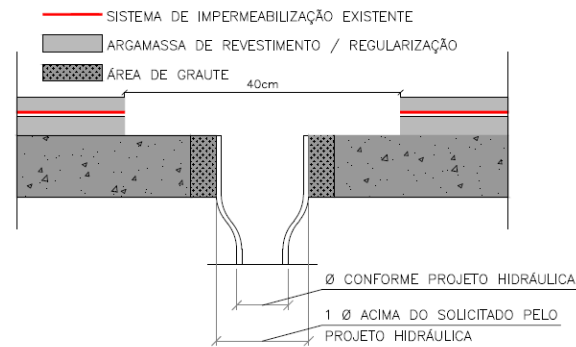 SISTEMA DE IMPERMEABILIZAÇÃO EXISTENTE
ARGAMASSA DE REVESTIMENTO / REGULARIZAÇÃO
ÁREA DE GRAUTE
40cm
Ø CONFORME PROJETO HIDRÁULICA
1 Ø ACIMA DO SOLICITADO PELO
PROJETO HIDRÁULICA